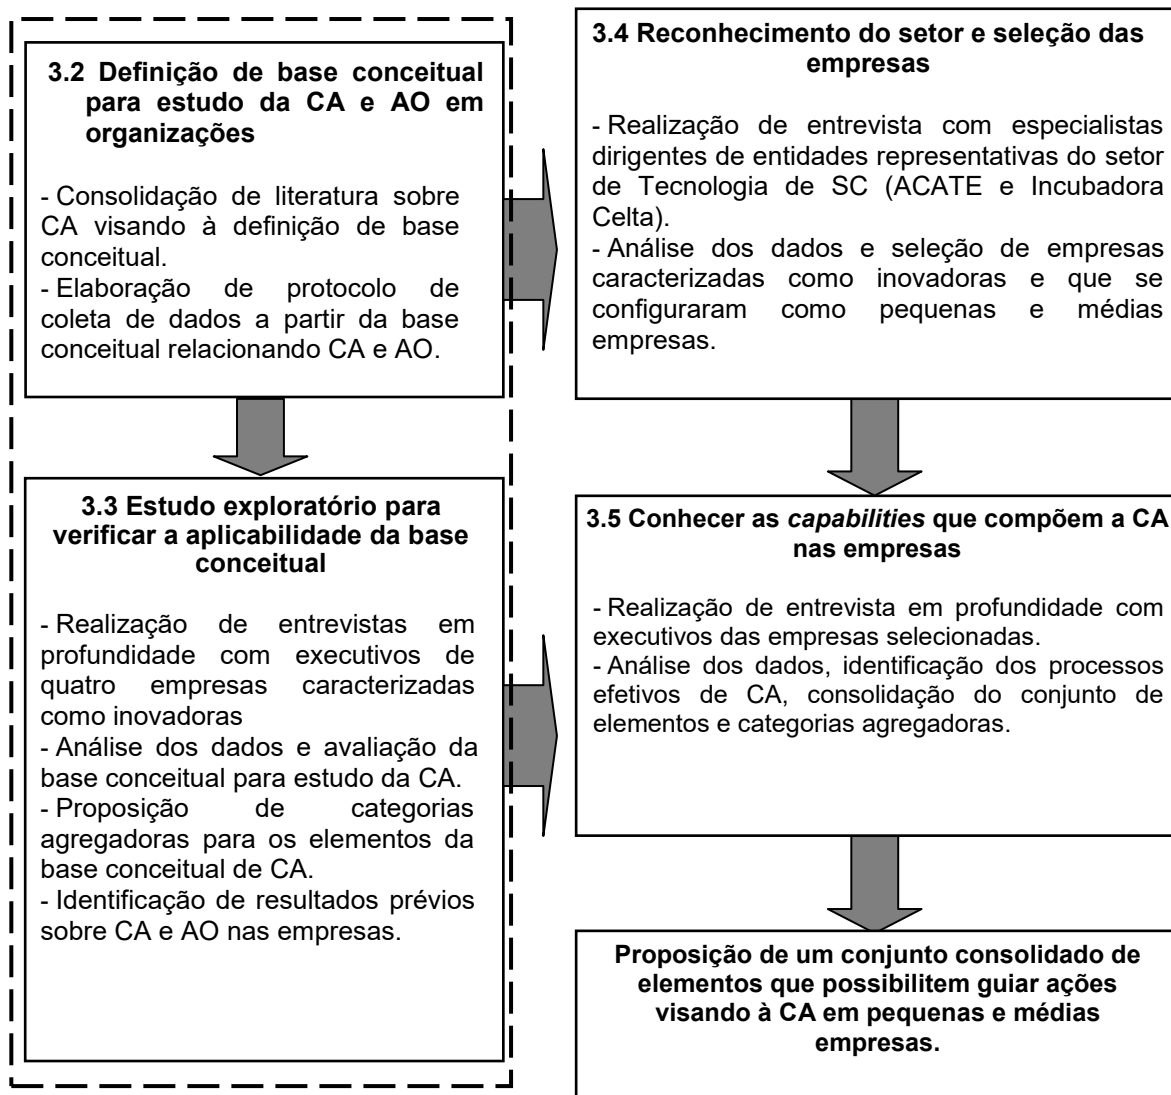 3.2 Definição de base conceitual
para estudo da CA e AO em
organizações
- Consolidação de literatura sobre
CA visando à definição de base
conceitual.
- Elaboração de protocolo de
coleta de dados a partir da base
conceitual relacionando CA e AO.
3.3 Estudo exploratório para
verificar a aplicabilidade da base
conceitual
- Realização de entrevistas em
profundidade com executivos de
quatro empresas caracterizadas
como inovadoras
- Análise dos dados e avaliação da
base conceitual para estudo da CA.
- Proposição de categorias
agregadoras para os elementos da
base conceitual de CA.
- Identificação de resultados prévios
sobre CA e AO nas empresas.
3.4 Reconhecimento do setor e seleção das
empresas
- Realização de entrevista com especialistas
dirigentes de entidades representativas do setor
de Tecnologia de SC (ACATE e Incubadora
Celta).
- Análise dos dados e seleção de empresas
caracterizadas como inovadoras e que se
configuraram como pequenas e médias
empresas.
3.5 Conhecer as capabilities que compõem a CA
nas empresas
- Realização de entrevista em profundidade com
executivos das empresas selecionadas.
- Análise dos dados, identificação dos processos
efetivos de CA, consolidação do conjunto de
elementos e categorias agregadoras.
Proposição de um conjunto consolidado de
elementos que possibilitem guiar ações
visando à CA em pequenas e médias
empresas.